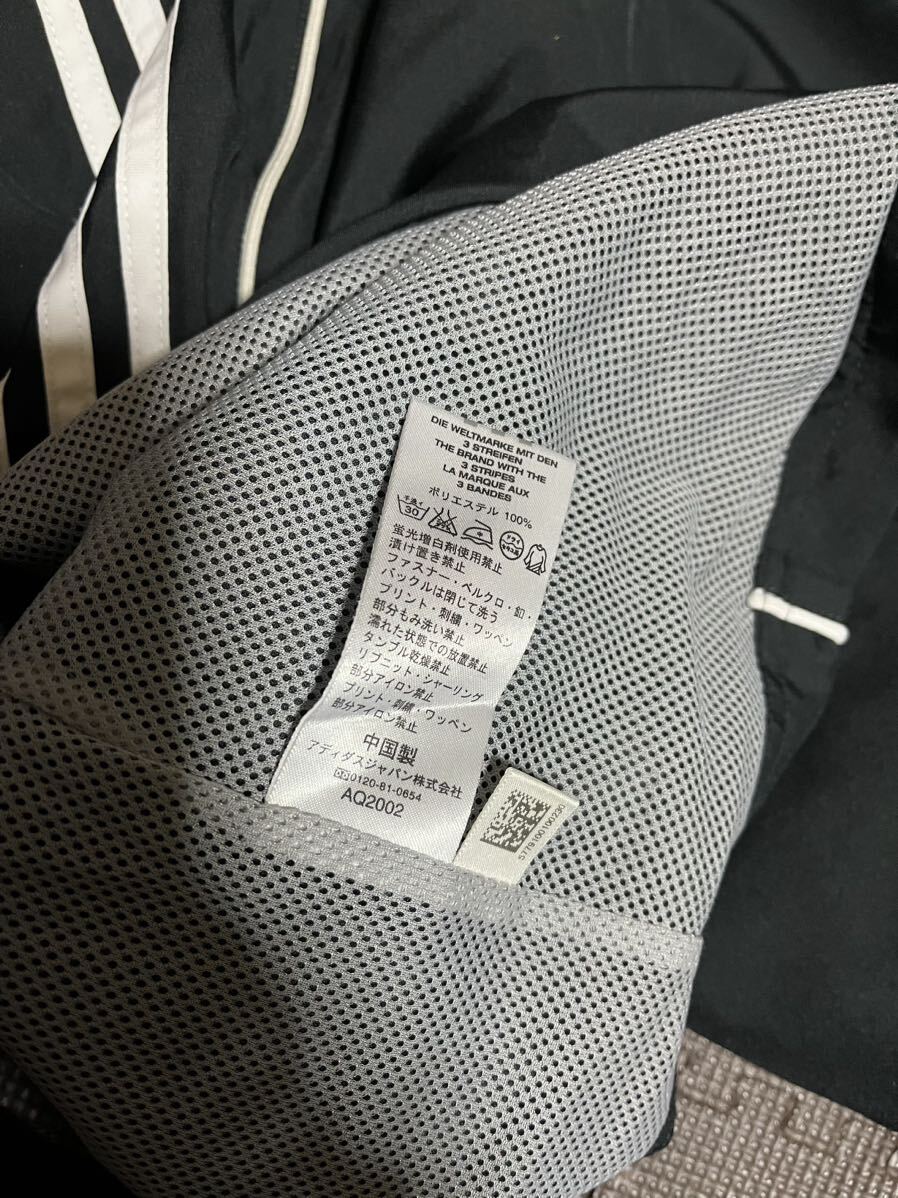 DIE WELTMARKE MIT DEN
3 STREIFEN
THE BRAND WITH THE
3 STRIPES
LA MARQUE AUX
3 BANDES
ポリエステル 100%
30
蛍光増白剤使用禁止
漬け置き禁止
ファスナー・ベルクロ・釦・
バックルは閉じて洗う
プリント・刺繍・ワッペン
部分もみ洗い禁止
濡れた状態での放置禁止
タンブル乾燥禁止
リブニット・シャーリング
部分アイロン禁止
プリント・刺繍・ワッペン
部分アイロン禁止
中国製
アディダスジャパン株式会社
0120-81-0654
AQ2002
5779100100230